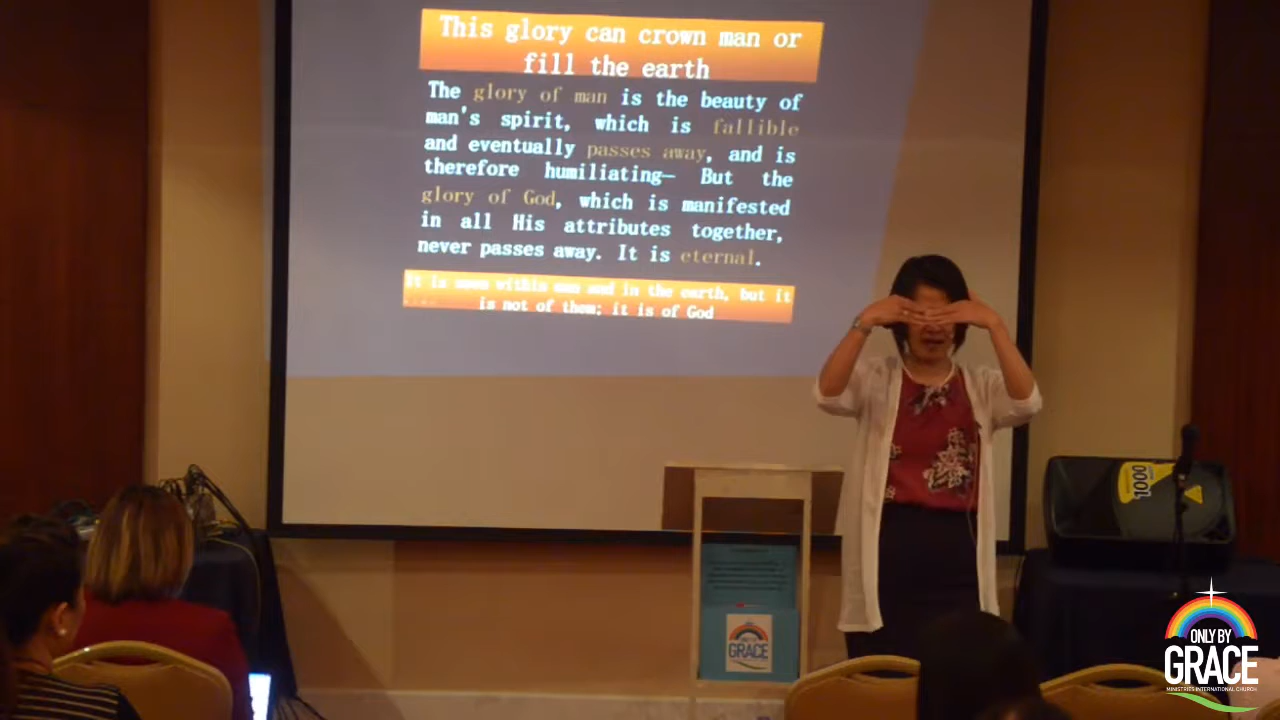 This glory can crown man or
fill the earth
The glory of man is the beauty of
man's spirit, which is fallible
and eventually passes away, and is
therefore humiliating— But the
glory of God, which is manifested
in all His attributes together,
never passes away. It is eternal.
It is seen within man and in the earth, but it
is not of them; it is of God
1000
GRACE
ONLY BY
GRACE
MINISTRIES INTERNATIONAL CHURCH